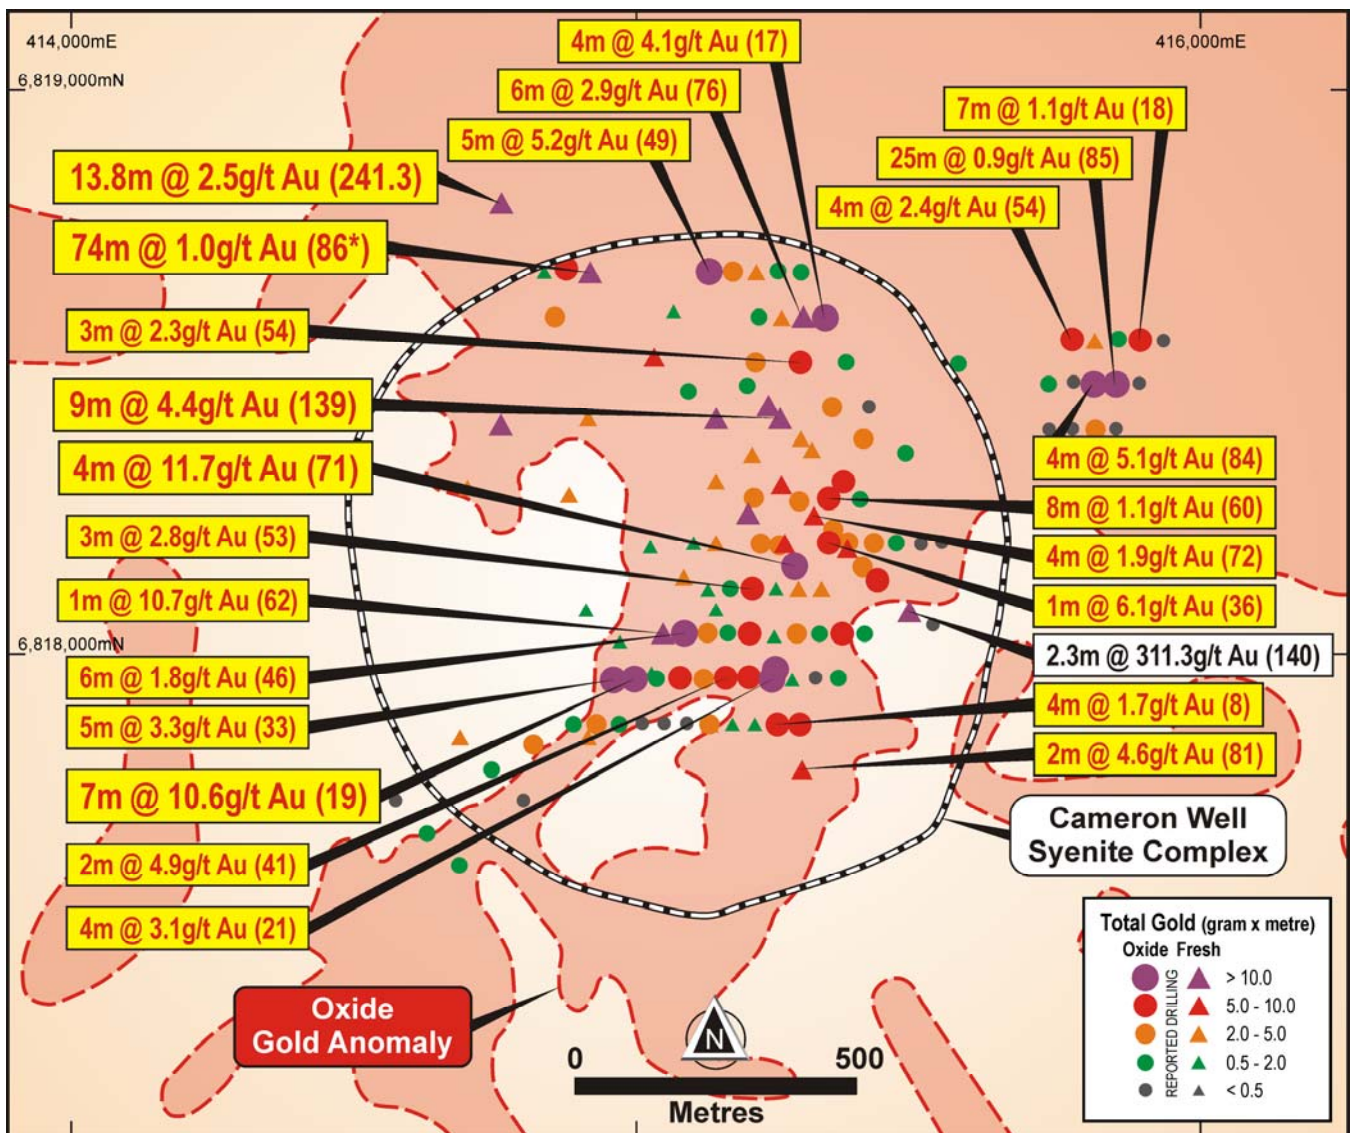 414,000mE
416,000mE
6,819,000mN
4m @ 4.1g/t Au (17)
6m @ 2.9g/t Au (76)
5m @ 5.2g/t Au (49)
7m @ 1.1g/t Au (18)
25m @ 0.9g/t Au (85)
4m @ 2.4g/t Au (54)
13.8m @ 2.5g/t Au (241.3)
74m @ 1.0g/t Au (86*)
3m @ 2.3g/t Au (54)
9m @ 4.4g/t Au (139)
4m @ 11.7g/t Au (71)
3m @ 2.8g/t Au (53)
1m @ 10.7g/t Au (62)
6,818,000mN
6m @ 1.8g/t Au (46)
5m @ 3.3g/t Au (33)
7m @ 10.6g/t Au (19)
2m @ 4.9g/t Au (41)
4m @ 3.1g/t Au (21)
4m @ 5.1g/t Au (84)
8m @ 1.1g/t Au (60)
4m @ 1.9g/t Au (72)
1m @ 6.1g/t Au (36)
2.3m @ 311.3g/t Au (140)
4m @ 1.7g/t Au (8)
2m @ 4.6g/t Au (81)
Cameron Well
Syenite Complex
Oxide
Gold Anomaly
N
0 500
Metres
Total Gold (gram x metre)
Oxide Fresh
REPORTED DRILLING
> 10.0
5.0 - 10.0
2.0 - 5.0
0.5 - 2.0
< 0.5